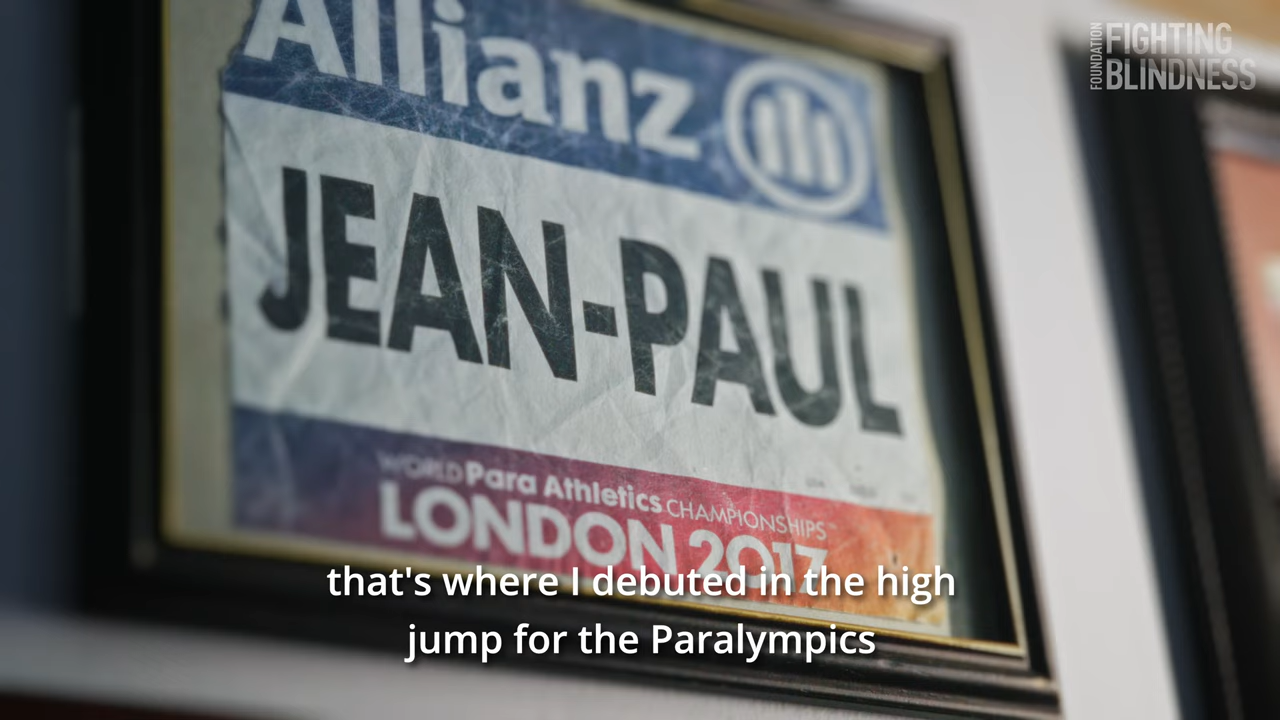 Allianz
FOUNDATION
FIGHTING
BLINDNESS
JEAN-PAUL
WORLD Para Athletics CHAMPIONSHIPS™
LONDON 2017
that's where I debuted in the high
jump for the Paralympics